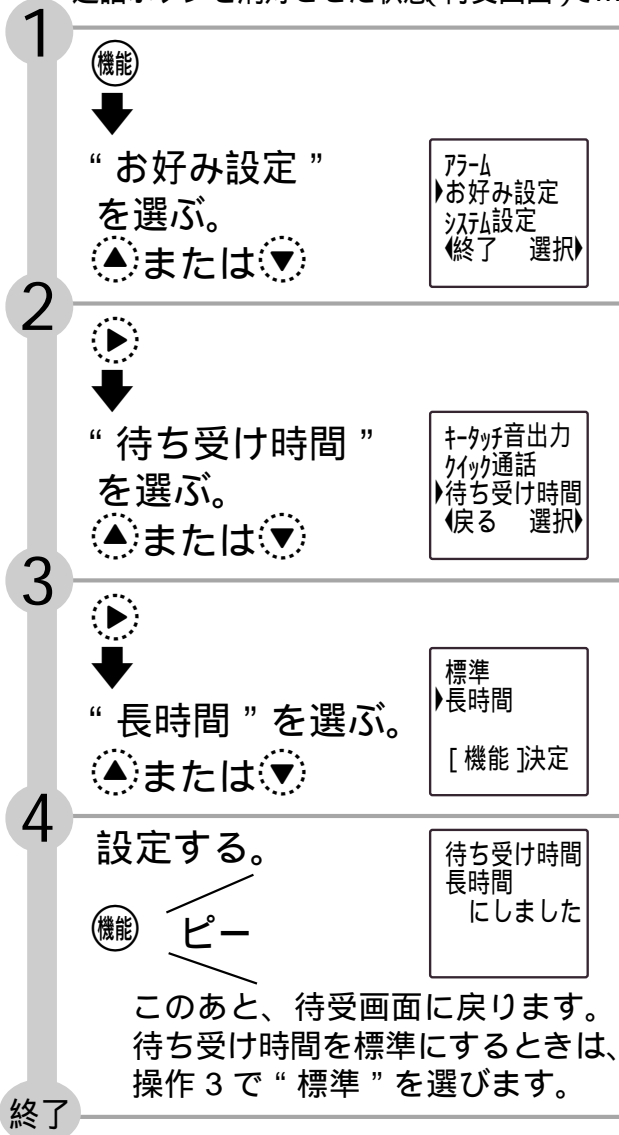 1
機能
“お好み設定”
を選ぶ。
▲または▼
アラーム
お好み設定
システム設定
終了 選択
2
“待ち受け時間”
を選ぶ。
▲または▼
キータッチ音出力
クイック通話
待ち受け時間
戻る 選択
3
“長時間”を選ぶ。
▲または▼
標準
長時間
[機能]決定
4
設定する。
機能 ピー
待ち受け時間
長時間
にしました
このあと、待受画面に戻ります。
待ち受け時間を標準にするときは、
操作3で“標準”を選びます。
終了